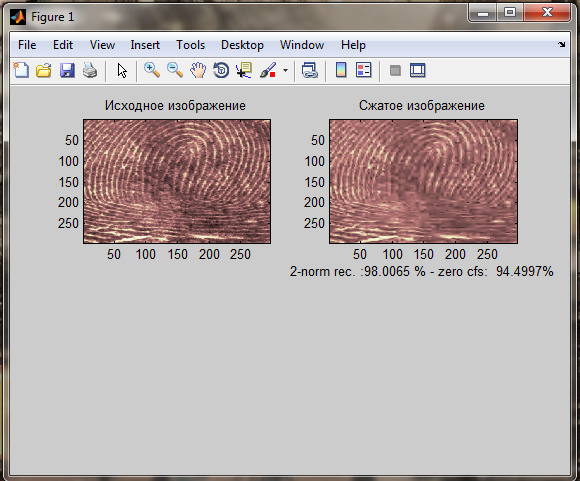 Figure 1
File Edit View Insert Tools Desktop Window Help
Исходное изображение
Сжатое изображение
50
100
150
200
250
50 100 150 200 250
50
100
150
200
250
50 100 150 200 250
2-norm rec. :98.0065 % - zero cfs: 94.4997%